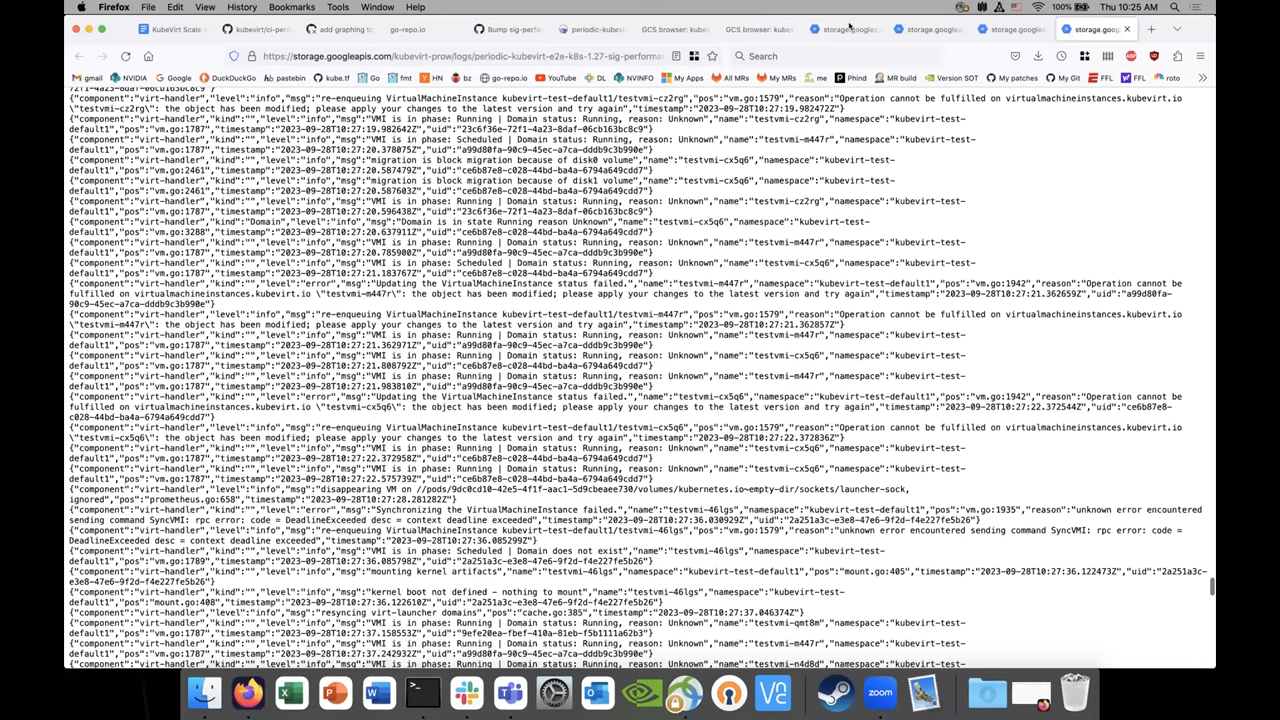 Firefox File Edit View History Bookmarks Tools Window Help 100% Thu 10:25 AM
KubeVirt Scale kubevirt/ci-perfo add graphing to go-repo.io Bump sig-perfo periodic-kubevirt GCS browser: kube GCS browser: kube storage.googleap storage.googleap storage.googleap storage.goog
https://storage.googleapis.com/kubevirt-prow/logs/periodic-kubevirt-e2e-k8s-1.27-sig-performa Search
gmail NVIDIA Google DuckDuckGo pastebin kube.tf Go fmt HN bz go-repo.io YouTube DL NVINFO My Apps All MRs My MRs me Phind MR build Version SOT My patches My Git FFL FFL roto
{"component":"virt-handler","kind":"","level":"info","msg":"re-enqueuing VirtualMachineInstance kubevirt-test-default1/testvmi-cz2rg","pos":"vm.go:1579","reason":"Operation cannot be fulfilled on virtualmachineinstances.kubevirt.io
\"testvmi-cz2rg\": the object has been modified; please apply your changes to the latest version and try again","timestamp":"2023-09-28T10:27:19.982472Z"}
{"component":"virt-handler","kind":"","level":"info","msg":"VMI is in phase: Running | Domain status: Running, reason: Unknown","name":"testvmi-cz2rg","namespace":"kubevirt-test-
default1","pos":"vm.go:1787","timestamp":"2023-09-28T10:27:19.982642Z","uid":"23c6f36e-72f1-4a23-8daf-06cb163bc8c9"}
{"component":"virt-handler","kind":"","level":"info","msg":"VMI is in phase: Scheduled | Domain status: Running, reason: Unknown","name":"testvmi-m447r","namespace":"kubevirt-test-
default1","pos":"vm.go:1787","timestamp":"2023-09-28T10:27:20.378075Z","uid":"a99d80fa-90c9-45ec-a7ca-dddb9c3b990e"}
{"component":"virt-handler","kind":"","level":"info","msg":"migration is block migration because of disk0 volume","name":"testvmi-cx5q6","namespace":"kubevirt-test-
default1","pos":"vm.go:2461","timestamp":"2023-09-28T10:27:20.587479Z","uid":"ce6b87e8-c028-44bd-ba4a-6794a649cdd7"}
{"component":"virt-handler","kind":"","level":"info","msg":"migration is block migration because of disk1 volume","name":"testvmi-cx5q6","namespace":"kubevirt-test-
default1","pos":"vm.go:2461","timestamp":"2023-09-28T10:27:20.587603Z","uid":"ce6b87e8-c028-44bd-ba4a-6794a649cdd7"}
{"component":"virt-handler","kind":"","level":"info","msg":"VMI is in phase: Running | Domain status: Running, reason: Unknown","name":"testvmi-cz2rg","namespace":"kubevirt-test-
default1","pos":"vm.go:1787","timestamp":"2023-09-28T10:27:20.596438Z","uid":"23c6f36e-72f1-4a23-8daf-06cb163bc8c9"}
{"component":"virt-handler","kind":"Domain","level":"info","msg":"Domain is in state Running reason Unknown","name":"testvmi-cx5q6","namespace":"kubevirt-test-
default1","pos":"vm.go:3288","timestamp":"2023-09-28T10:27:20.637911Z","uid":"ce6b87e8-c028-44bd-ba4a-6794a649cdd7"}
{"component":"virt-handler","kind":"","level":"info","msg":"VMI is in phase: Running | Domain status: Running, reason: Unknown","name":"testvmi-m447r","namespace":"kubevirt-test-
default1","pos":"vm.go:1787","timestamp":"2023-09-28T10:27:20.785900Z","uid":"a99d80fa-90c9-45ec-a7ca-dddb9c3b990e"}
{"component":"virt-handler","kind":"","level":"info","msg":"VMI is in phase: Scheduled | Domain status: Running, reason: Unknown","name":"testvmi-cx5q6","namespace":"kubevirt-test-
default1","pos":"vm.go:1787","timestamp":"2023-09-28T10:27:21.183767Z","uid":"ce6b87e8-c028-44bd-ba4a-6794a649cdd7"}
{"component":"virt-handler","kind":"","level":"error","msg":"Updating the VirtualMachineInstance status failed.","name":"testvmi-m447r","namespace":"kubevirt-test-default1","pos":"vm.go:1942","reason":"Operation cannot be
fulfilled on virtualmachineinstances.kubevirt.io \"testvmi-m447r\": the object has been modified; please apply your changes to the latest version and try again","timestamp":"2023-09-28T10:27:21.362659Z","uid":"a99d80fa-
90c9-45ec-a7ca-dddb9c3b990e"}
{"component":"virt-handler","kind":"","level":"info","msg":"re-enqueuing VirtualMachineInstance kubevirt-test-default1/testvmi-m447r","pos":"vm.go:1579","reason":"Operation cannot be fulfilled on virtualmachineinstances.kubevirt.io
\"testvmi-m447r\": the object has been modified; please apply your changes to the latest version and try again","timestamp":"2023-09-28T10:27:21.362857Z"}
{"component":"virt-handler","kind":"","level":"info","msg":"VMI is in phase: Running | Domain status: Running, reason: Unknown","name":"testvmi-m447r","namespace":"kubevirt-test-
default1","pos":"vm.go:1787","timestamp":"2023-09-28T10:27:21.362971Z","uid":"a99d80fa-90c9-45ec-a7ca-dddb9c3b990e"}
{"component":"virt-handler","kind":"","level":"info","msg":"VMI is in phase: Running | Domain status: Running, reason: Unknown","name":"testvmi-cx5q6","namespace":"kubevirt-test-
default1","pos":"vm.go:1787","timestamp":"2023-09-28T10:27:21.808792Z","uid":"ce6b87e8-c028-44bd-ba4a-6794a649cdd7"}
{"component":"virt-handler","kind":"","level":"info","msg":"VMI is in phase: Running | Domain status: Running, reason: Unknown","name":"testvmi-m447r","namespace":"kubevirt-test-
default1","pos":"vm.go:1787","timestamp":"2023-09-28T10:27:21.983810Z","uid":"a99d80fa-90c9-45ec-a7ca-dddb9c3b990e"}
{"component":"virt-handler","kind":"","level":"error","msg":"Updating the VirtualMachineInstance status failed.","name":"testvmi-cx5q6","namespace":"kubevirt-test-default1","pos":"vm.go:1942","reason":"Operation cannot be
fulfilled on virtualmachineinstances.kubevirt.io \"testvmi-cx5q6\": the object has been modified; please apply your changes to the latest version and try again","timestamp":"2023-09-28T10:27:22.372544Z","uid":"ce6b87e8-
c028-44bd-ba4a-6794a649cdd7"}
{"component":"virt-handler","kind":"","level":"info","msg":"re-enqueuing VirtualMachineInstance kubevirt-test-default1/testvmi-cx5q6","pos":"vm.go:1579","reason":"Operation cannot be fulfilled on virtualmachineinstances.kubevirt.io
\"testvmi-cx5q6\": the object has been modified; please apply your changes to the latest version and try again","timestamp":"2023-09-28T10:27:22.372836Z"}
{"component":"virt-handler","kind":"","level":"info","msg":"VMI is in phase: Running | Domain status: Running, reason: Unknown","name":"testvmi-cx5q6","namespace":"kubevirt-test-
default1","pos":"vm.go:1787","timestamp":"2023-09-28T10:27:22.372958Z","uid":"ce6b87e8-c028-44bd-ba4a-6794a649cdd7"}
{"component":"virt-handler","kind":"","level":"info","msg":"VMI is in phase: Running | Domain status: Running, reason: Unknown","name":"testvmi-cx5q6","namespace":"kubevirt-test-
default1","pos":"vm.go:1787","timestamp":"2023-09-28T10:27:22.575739Z","uid":"ce6b87e8-c028-44bd-ba4a-6794a649cdd7"}
{"component":"virt-handler","level":"info","msg":"disappearing VM on //pods/9dc0cd10-42e5-4f1f-aac1-5d9cbeaee730/volumes/kubernetes.io~empty-dir/sockets/launcher-sock,
ignored","pos":"prometheus.go:658","timestamp":"2023-09-28T10:27:28.281282Z"}
{"component":"virt-handler","kind":"","level":"error","msg":"Synchronizing the VirtualMachineInstance failed.","name":"testvmi-46lgs","namespace":"kubevirt-test-default1","pos":"vm.go:1935","reason":"unknown error encountered
sending command SyncVMI: rpc error: code = DeadlineExceeded desc = context deadline exceeded","timestamp":"2023-09-28T10:27:36.030929Z","uid":"2a251a3c-e3e8-47e6-9f2d-f4e227fe5b26"}
{"component":"virt-handler","kind":"","level":"info","msg":"re-enqueuing VirtualMachineInstance kubevirt-test-default1/testvmi-46lgs","pos":"vm.go:1579","reason":"unknown error encountered sending command SyncVMI: rpc error: code =
DeadlineExceeded desc = context deadline exceeded","timestamp":"2023-09-28T10:27:36.085299Z"}
{"component":"virt-handler","kind":"","level":"info","msg":"VMI is in phase: Scheduled | Domain does not exist","name":"testvmi-46lgs","namespace":"kubevirt-test-
default1","pos":"vm.go:1789","timestamp":"2023-09-28T10:27:36.085798Z","uid":"2a251a3c-e3e8-47e6-9f2d-f4e227fe5b26"}
{"component":"virt-handler","kind":"","level":"info","msg":"mounting kernel artifacts","name":"testvmi-46lgs","namespace":"kubevirt-test-default1","pos":"mount.go:405","timestamp":"2023-09-28T10:27:36.122473Z","uid":"2a251a3c-
e3e8-47e6-9f2d-f4e227fe5b26"}
{"component":"virt-handler","kind":"","level":"info","msg":"kernel boot not defined - nothing to mount","name":"testvmi-46lgs","namespace":"kubevirt-test-
default1","pos":"mount.go:408","timestamp":"2023-09-28T10:27:36.122610Z","uid":"2a251a3c-e3e8-47e6-9f2d-f4e227fe5b26"}
{"component":"virt-handler","level":"info","msg":"resyncing virt-launcher domains","pos":"cache.go:385","timestamp":"2023-09-28T10:27:37.046374Z"}
{"component":"virt-handler","kind":"","level":"info","msg":"VMI is in phase: Running | Domain status: Running, reason: Unknown","name":"testvmi-qmt8m","namespace":"kubevirt-test-
default1","pos":"vm.go:1787","timestamp":"2023-09-28T10:27:37.158553Z","uid":"9efe20ea-fbef-410a-81eb-f5b1111a62b3"}
{"component":"virt-handler","kind":"","level":"info","msg":"VMI is in phase: Running | Domain status: Running, reason: Unknown","name":"testvmi-m447r","namespace":"kubevirt-test-
default1","pos":"vm.go:1787","timestamp":"2023-09-28T10:27:37.242932Z","uid":"a99d80fa-90c9-45ec-a7ca-dddb9c3b990e"}
{"component":"virt-handler","kind":"","level":"info","msg":"VMI is in phase: Running | Domain status: Running, reason: Unknown","name":"testvmi-n4d8d","namespace":"kubevirt-test-
zoom